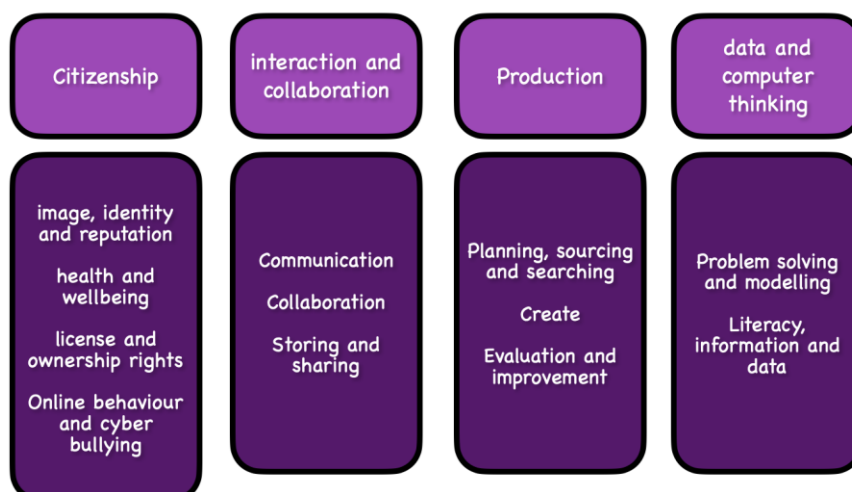 Citizenship
interaction and
collaboration
Production
data and
computer
thinking
image, identity
and reputation
health and
wellbeing
license and
ownership rights
Online behaviour
and cyber
bullying
Communication
Collaboration
Storing and
sharing
Planning, sourcing
and searching
Create
Evaluation and
improvement
Problem solving
and modelling
Literacy,
information and
data